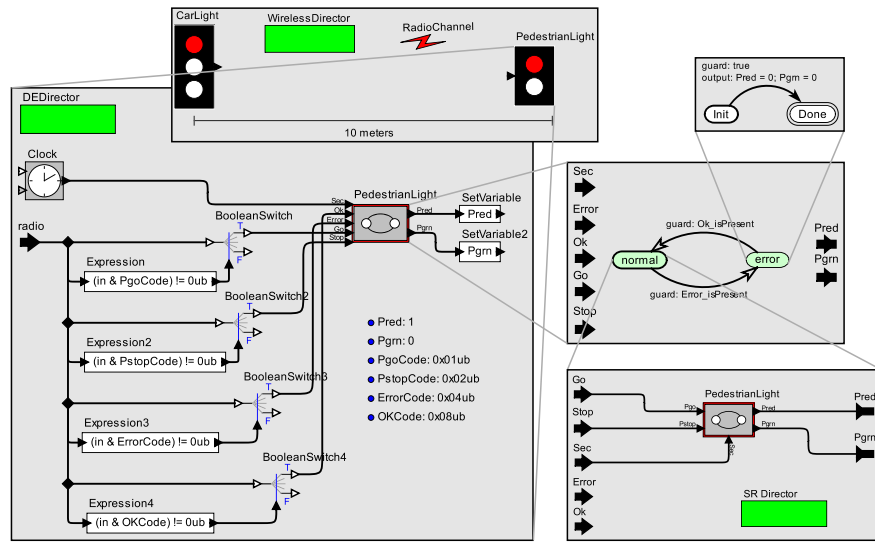 CarLight
WirelessDirector
RadioChannel
PedestrianLight
10 meters
DEDirector
Clock
radio
BooleanSwitch
T
F
Expression
(in & PgoCode) != 0ub
BooleanSwitch2
T
F
Expression2
(in & PstopCode) != 0ub
BooleanSwitch3
T
F
Expression3
(in & ErrorCode) != 0ub
BooleanSwitch4
T
F
Expression4
(in & OKCode) != 0ub
PedestrianLight
Sec
Ok
Error
Go
Stop
Pred
Pgrn
SetVariable
Pred
SetVariable2
Pgrn
Pred: 1
Pgrn: 0
PgoCode: 0x01ub
PstopCode: 0x02ub
ErrorCode: 0x04ub
OKCode: 0x08ub
guard: true
output: Pred = 0; Pgrn = 0
Init
Done
Sec
Error
Ok
Go
Stop
guard: Ok_isPresent
normal
error
guard: Error_isPresent
Pred
Pgrn
Go
Stop
Sec
Error
Ok
PedestrianLight
Pgo
Pstop
Sec
Pred
Pgrn
Pred
Pgrn
SR Director